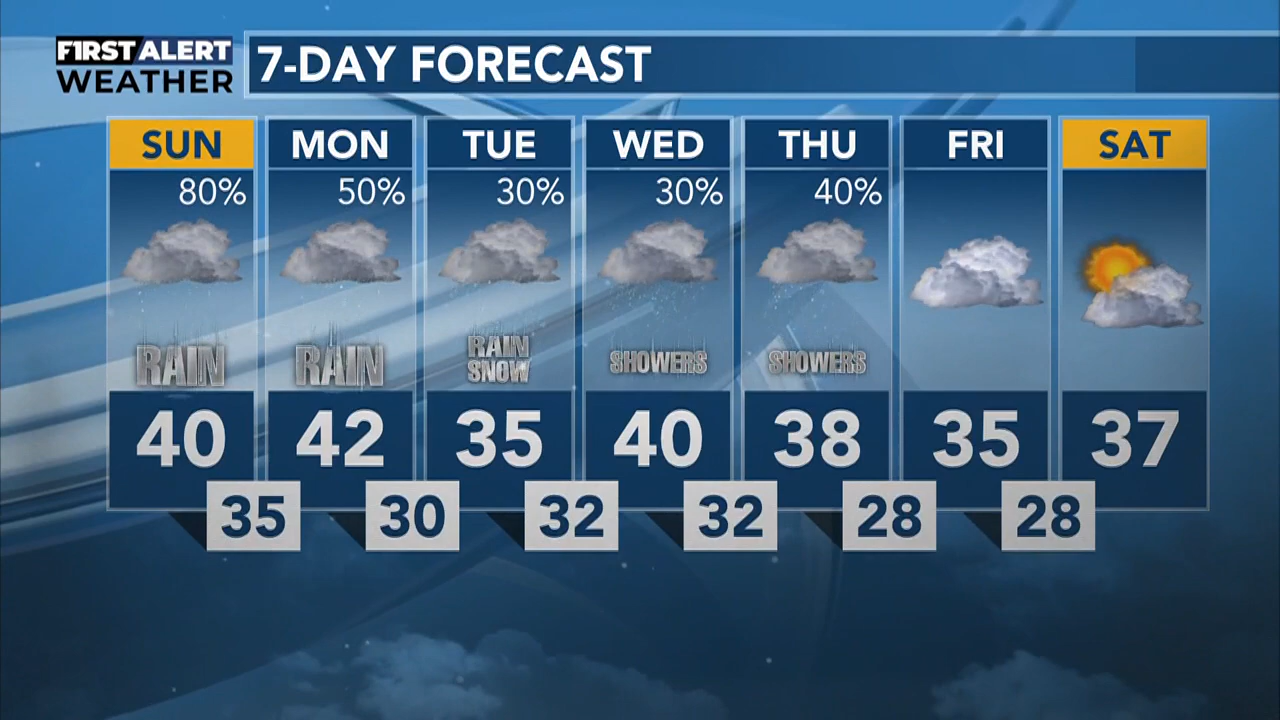 FIRST ALERT
WEATHER
7-DAY FORECAST
SUN MON TUE WED THU FRI SAT
80% 50% 30% 30% 40%
RAIN RAIN RAIN SHOWERS SHOWERS
SNOW
40 42 35 40 38 35 37
35 30 32 32 28 28